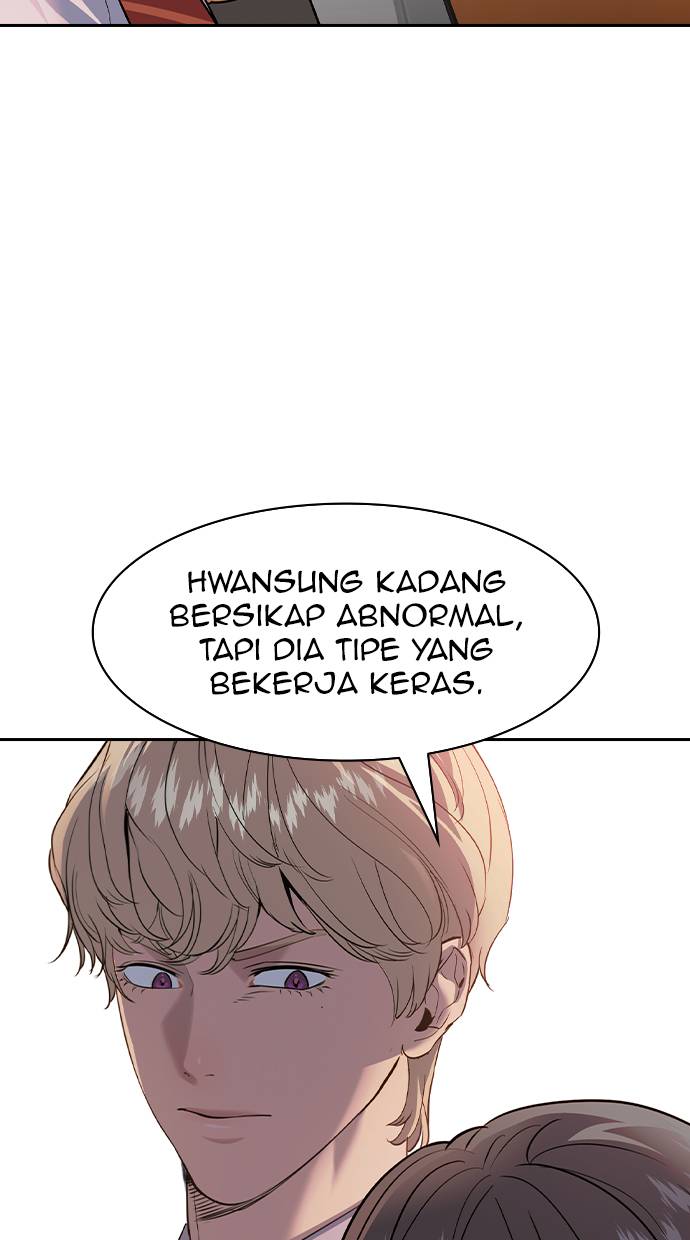 HWANSUNG KADANG
BERSIKAP ABNORMAL,
TAPI DIA TIPE YANG
BEKERJA KERAS.